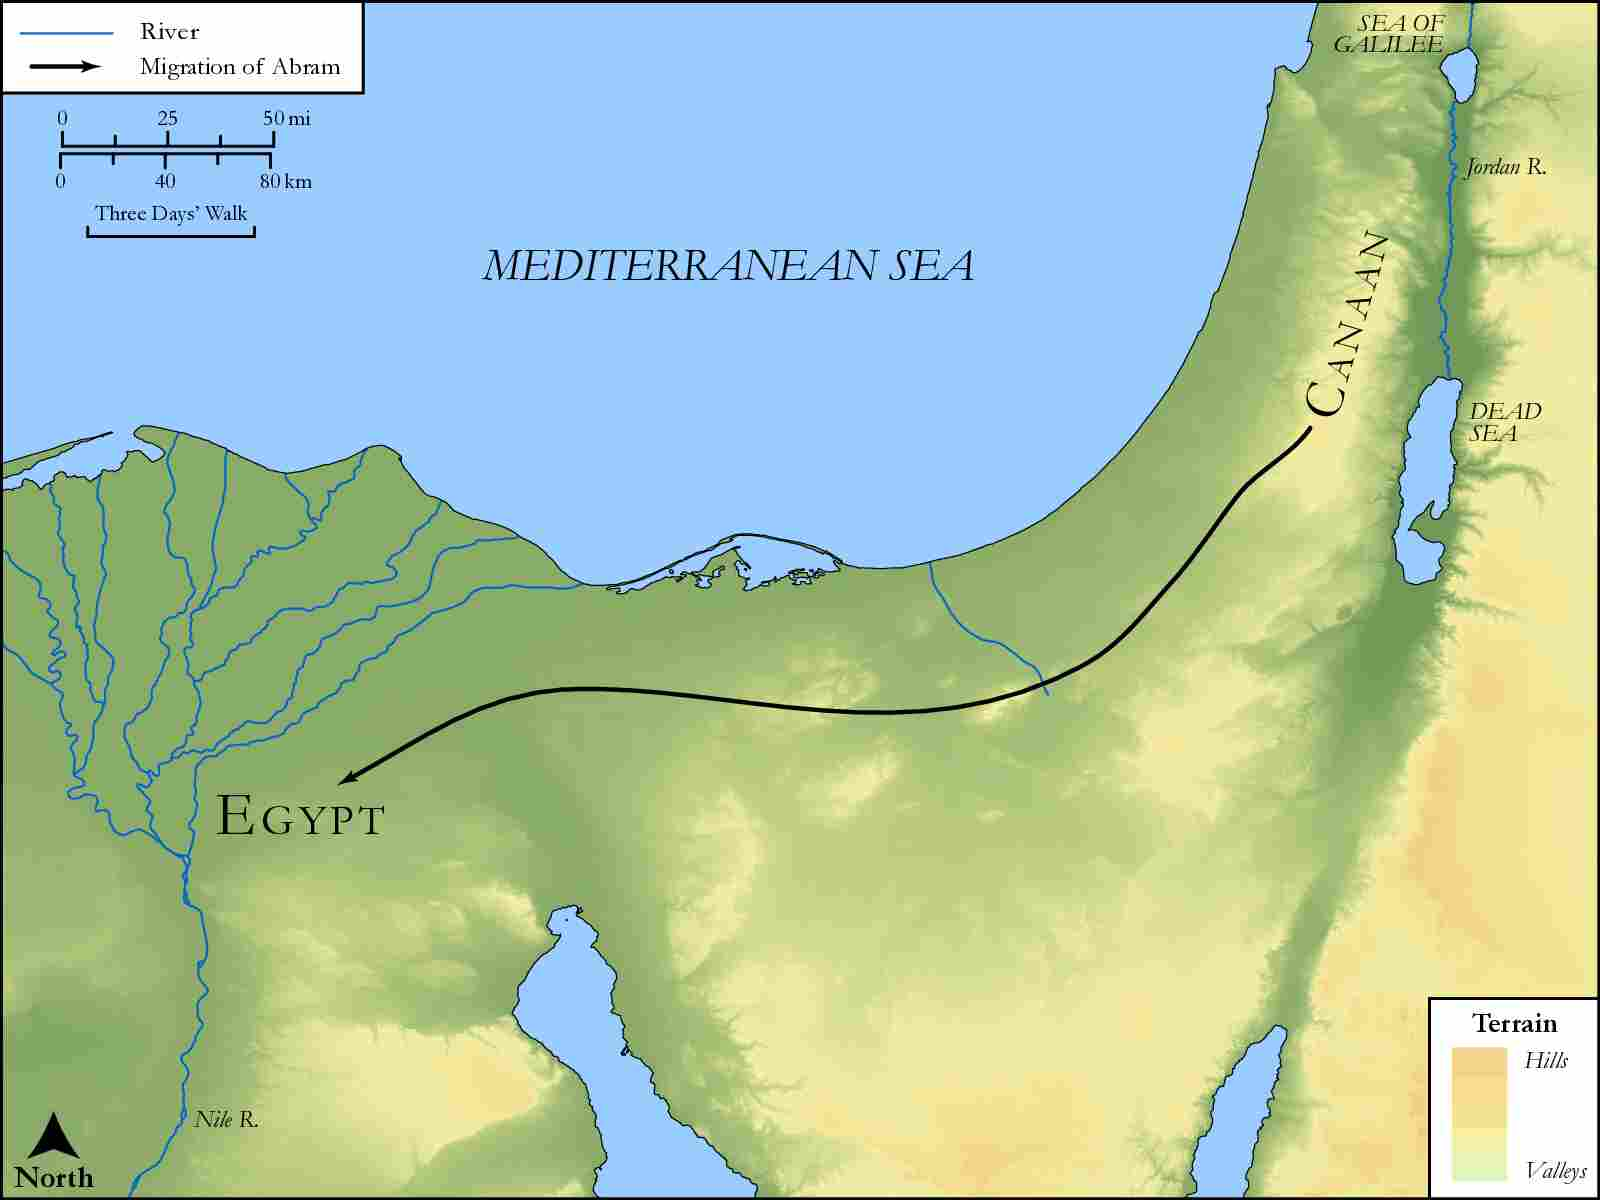 River
Migration of Abram
0 25 50 mi
0 40 80 km
Three Days' Walk
SEA OF
GALILEE
Jordan R.
MEDITERRANEAN SEA
CANAAN
DEAD
SEA
EGYPT
Nile R.
North
Terrain
Hills
Valleys